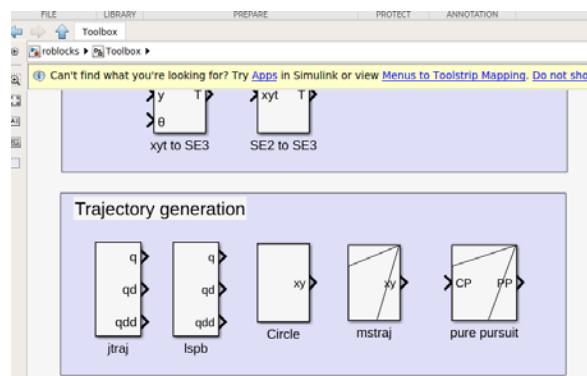 FILE LIBRARY PREPARE PROTECT ANNOTATION
Toolbox
roblocks Toolbox
Can't find what you're looking for? Try Apps in Simulink or view Menus to Toolstrip Mapping. Do not sho
y T xyt T
θ
xyt to SE3 SE2 to SE3
Trajectory generation
q q
qd qd xy xy CP PP
qdd qdd
jtraj lspb Circle mstraj pure pursuit